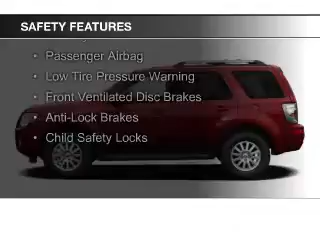 SAFETY FEATURES
• Passenger Airbag
• Low Tire Pressure Warning
• Front Ventilated Disc Brakes
• Anti-Lock Brakes
• Child Safety Locks